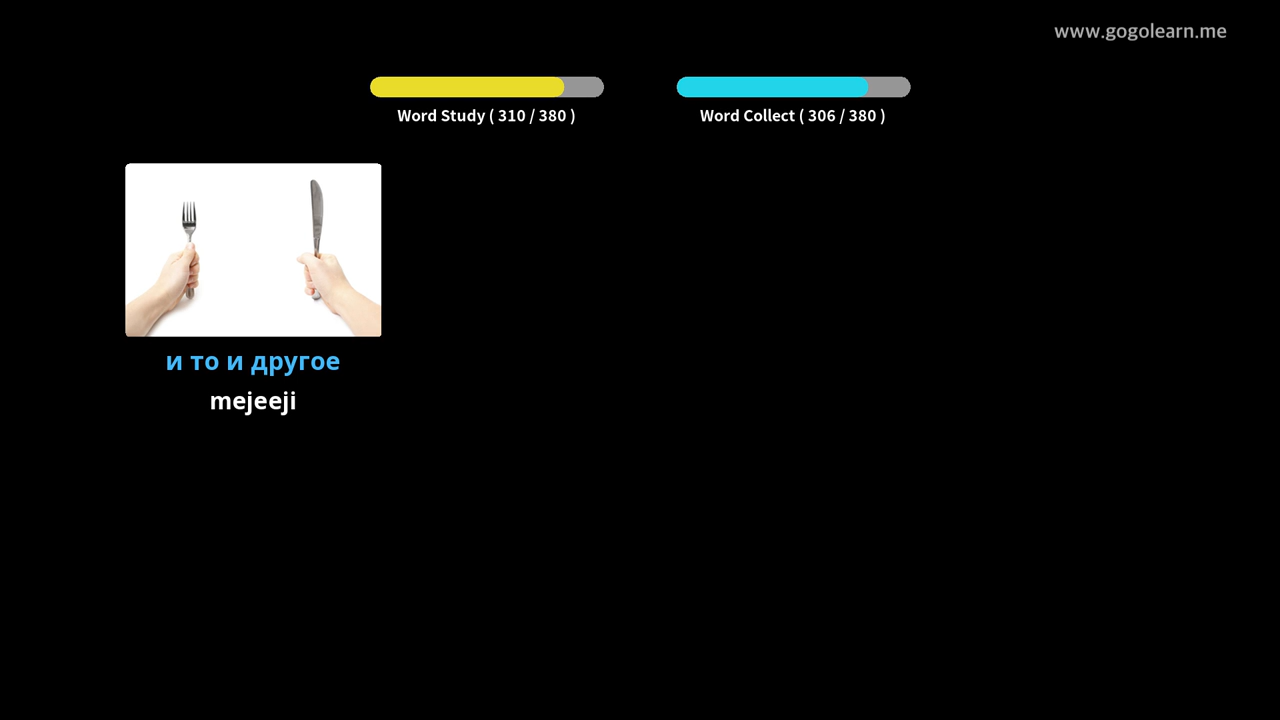 www.gogolearn.me
Word Study ( 310 / 380 )
Word Collect ( 306 / 380 )
и то и другое
mejeeji